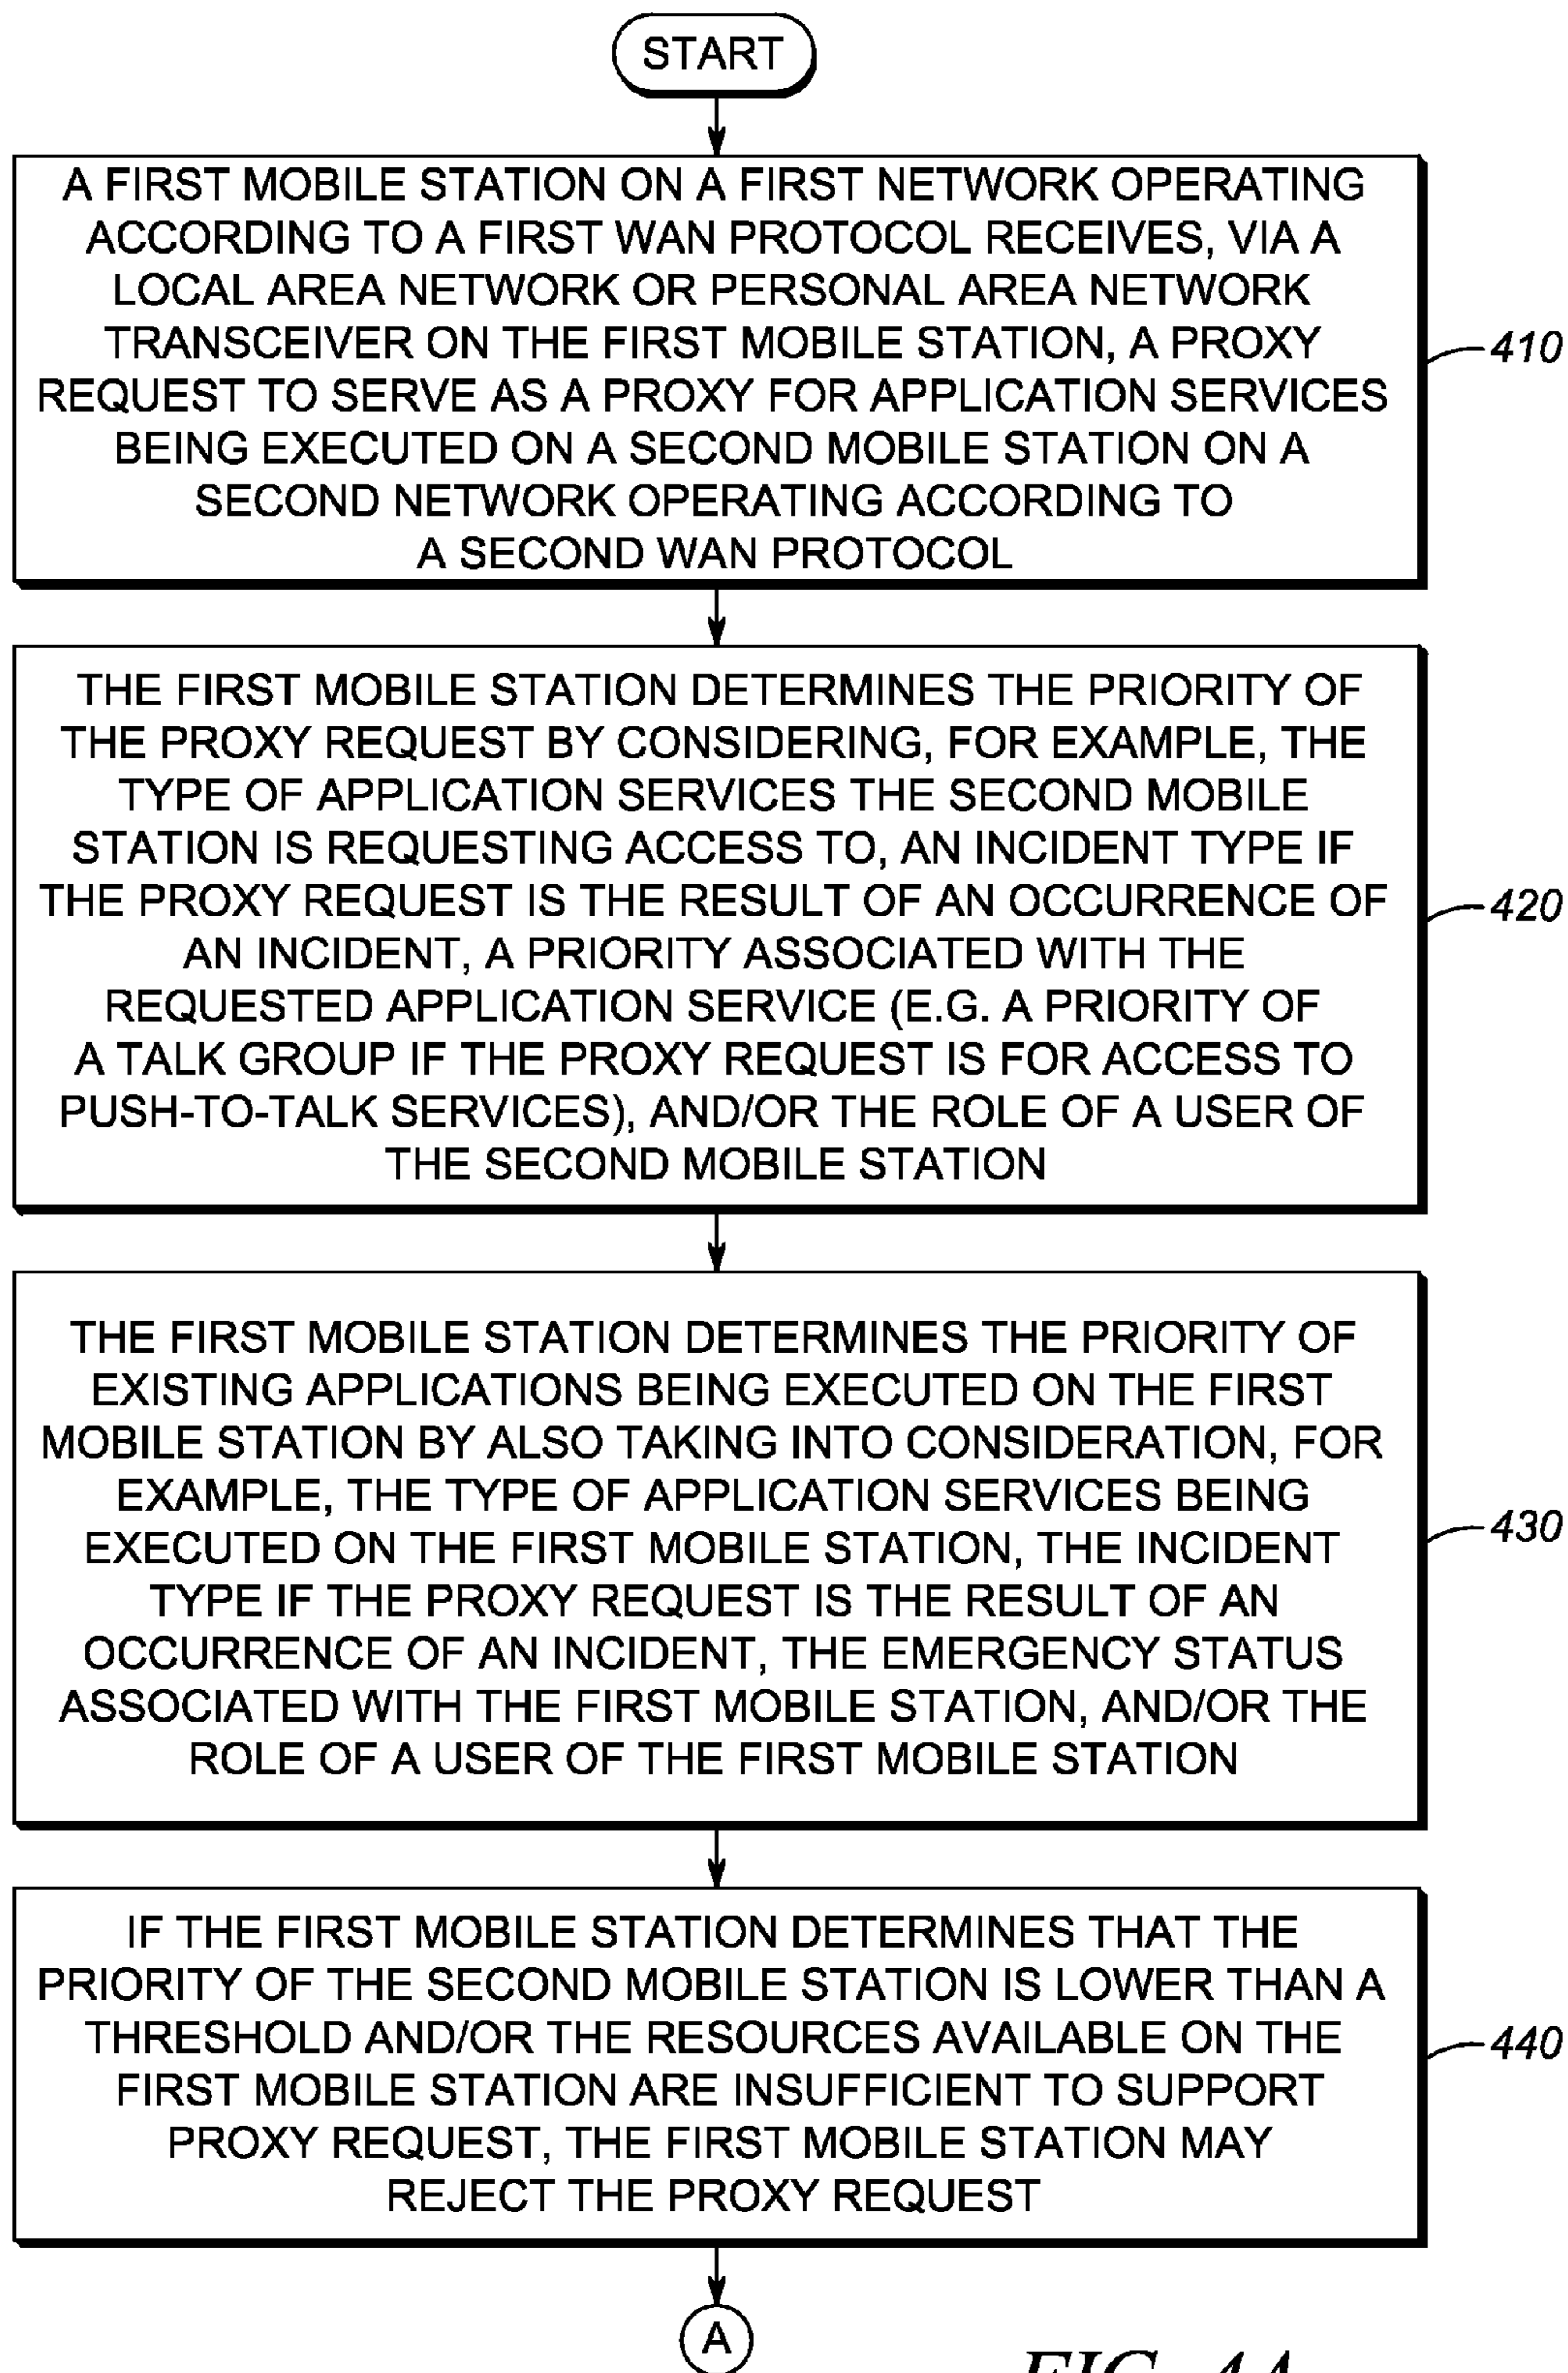 START
A FIRST MOBILE STATION ON A FIRST NETWORK OPERATING
ACCORDING TO A FIRST WAN PROTOCOL RECEIVES, VIA A
LOCAL AREA NETWORK OR PERSONAL AREA NETWORK
TRANSCEIVER ON THE FIRST MOBILE STATION, A PROXY
REQUEST TO SERVE AS A PROXY FOR APPLICATION SERVICES
BEING EXECUTED ON A SECOND MOBILE STATION ON A
SECOND NETWORK OPERATING ACCORDING TO
A SECOND WAN PROTOCOL
410
THE FIRST MOBILE STATION DETERMINES THE PRIORITY OF
THE PROXY REQUEST BY CONSIDERING, FOR EXAMPLE, THE
TYPE OF APPLICATION SERVICES THE SECOND MOBILE
STATION IS REQUESTING ACCESS TO, AN INCIDENT TYPE IF
THE PROXY REQUEST IS THE RESULT OF AN OCCURRENCE OF
AN INCIDENT, A PRIORITY ASSOCIATED WITH THE
REQUESTED APPLICATION SERVICE (E.G. A PRIORITY OF
A TALK GROUP IF THE PROXY REQUEST IS FOR ACCESS TO
PUSH-TO-TALK SERVICES), AND/OR THE ROLE OF A USER OF
THE SECOND MOBILE STATION
420
THE FIRST MOBILE STATION DETERMINES THE PRIORITY OF
EXISTING APPLICATIONS BEING EXECUTED ON THE FIRST
MOBILE STATION BY ALSO TAKING INTO CONSIDERATION, FOR
EXAMPLE, THE TYPE OF APPLICATION SERVICES BEING
EXECUTED ON THE FIRST MOBILE STATION, THE INCIDENT
TYPE IF THE PROXY REQUEST IS THE RESULT OF AN
OCCURRENCE OF AN INCIDENT, THE EMERGENCY STATUS
ASSOCIATED WITH THE FIRST MOBILE STATION, AND/OR THE
ROLE OF A USER OF THE FIRST MOBILE STATION
430
IF THE FIRST MOBILE STATION DETERMINES THAT THE
PRIORITY OF THE SECOND MOBILE STATION IS LOWER THAN A
THRESHOLD AND/OR THE RESOURCES AVAILABLE ON THE
FIRST MOBILE STATION ARE INSUFFICIENT TO SUPPORT
PROXY REQUEST, THE FIRST MOBILE STATION MAY
REJECT THE PROXY REQUEST
440
A
FIG. 4A